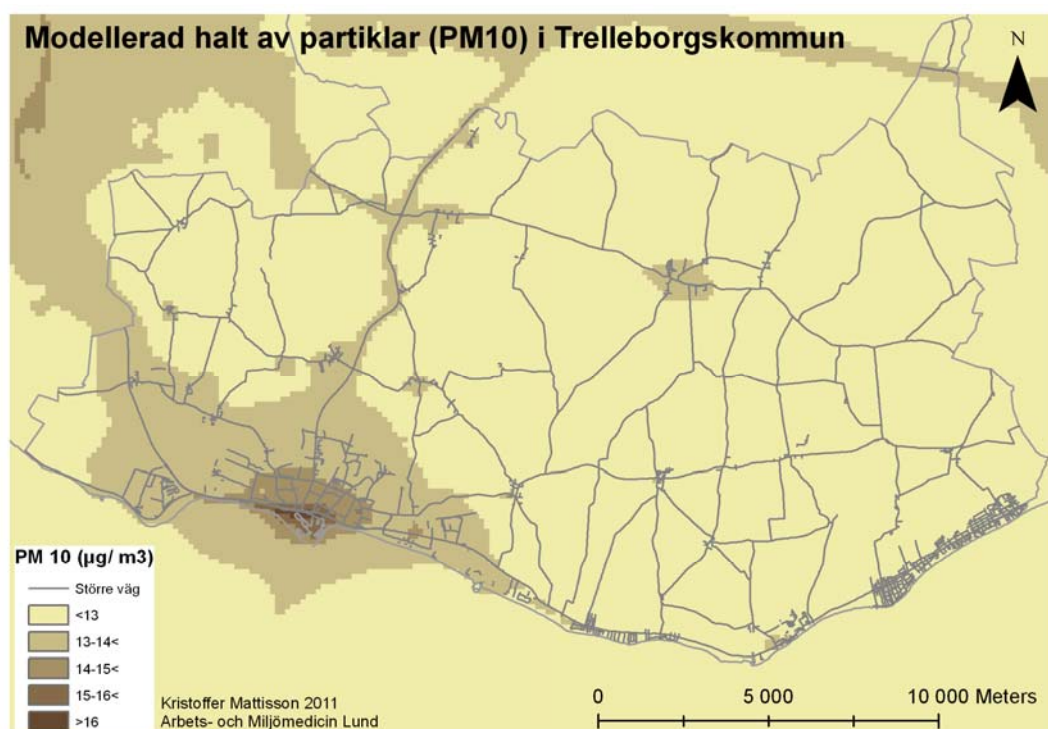 Modellerad halt av partiklar (PM10) i Trelleborgskommun
N
PM 10 (µg/ m3)
Större väg
<13
13-14<
14-15<
15-16<
>16
Kristoffer Mattisson 2011
Arbets- och Miljömedicin Lund
0 5 000 10 000 Meters